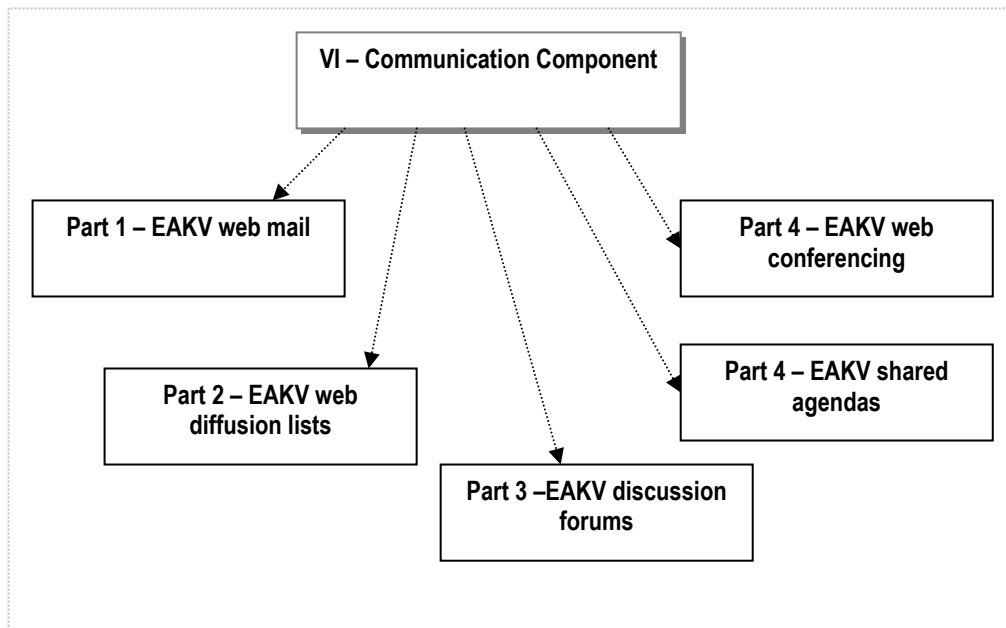 VI – Communication Component
Part 1 – EAKV web mail
Part 2 – EAKV web
diffusion lists
Part 3 –EAKV discussion
forums
Part 4 – EAKV shared
agendas
Part 4 – EAKV web
conferencing